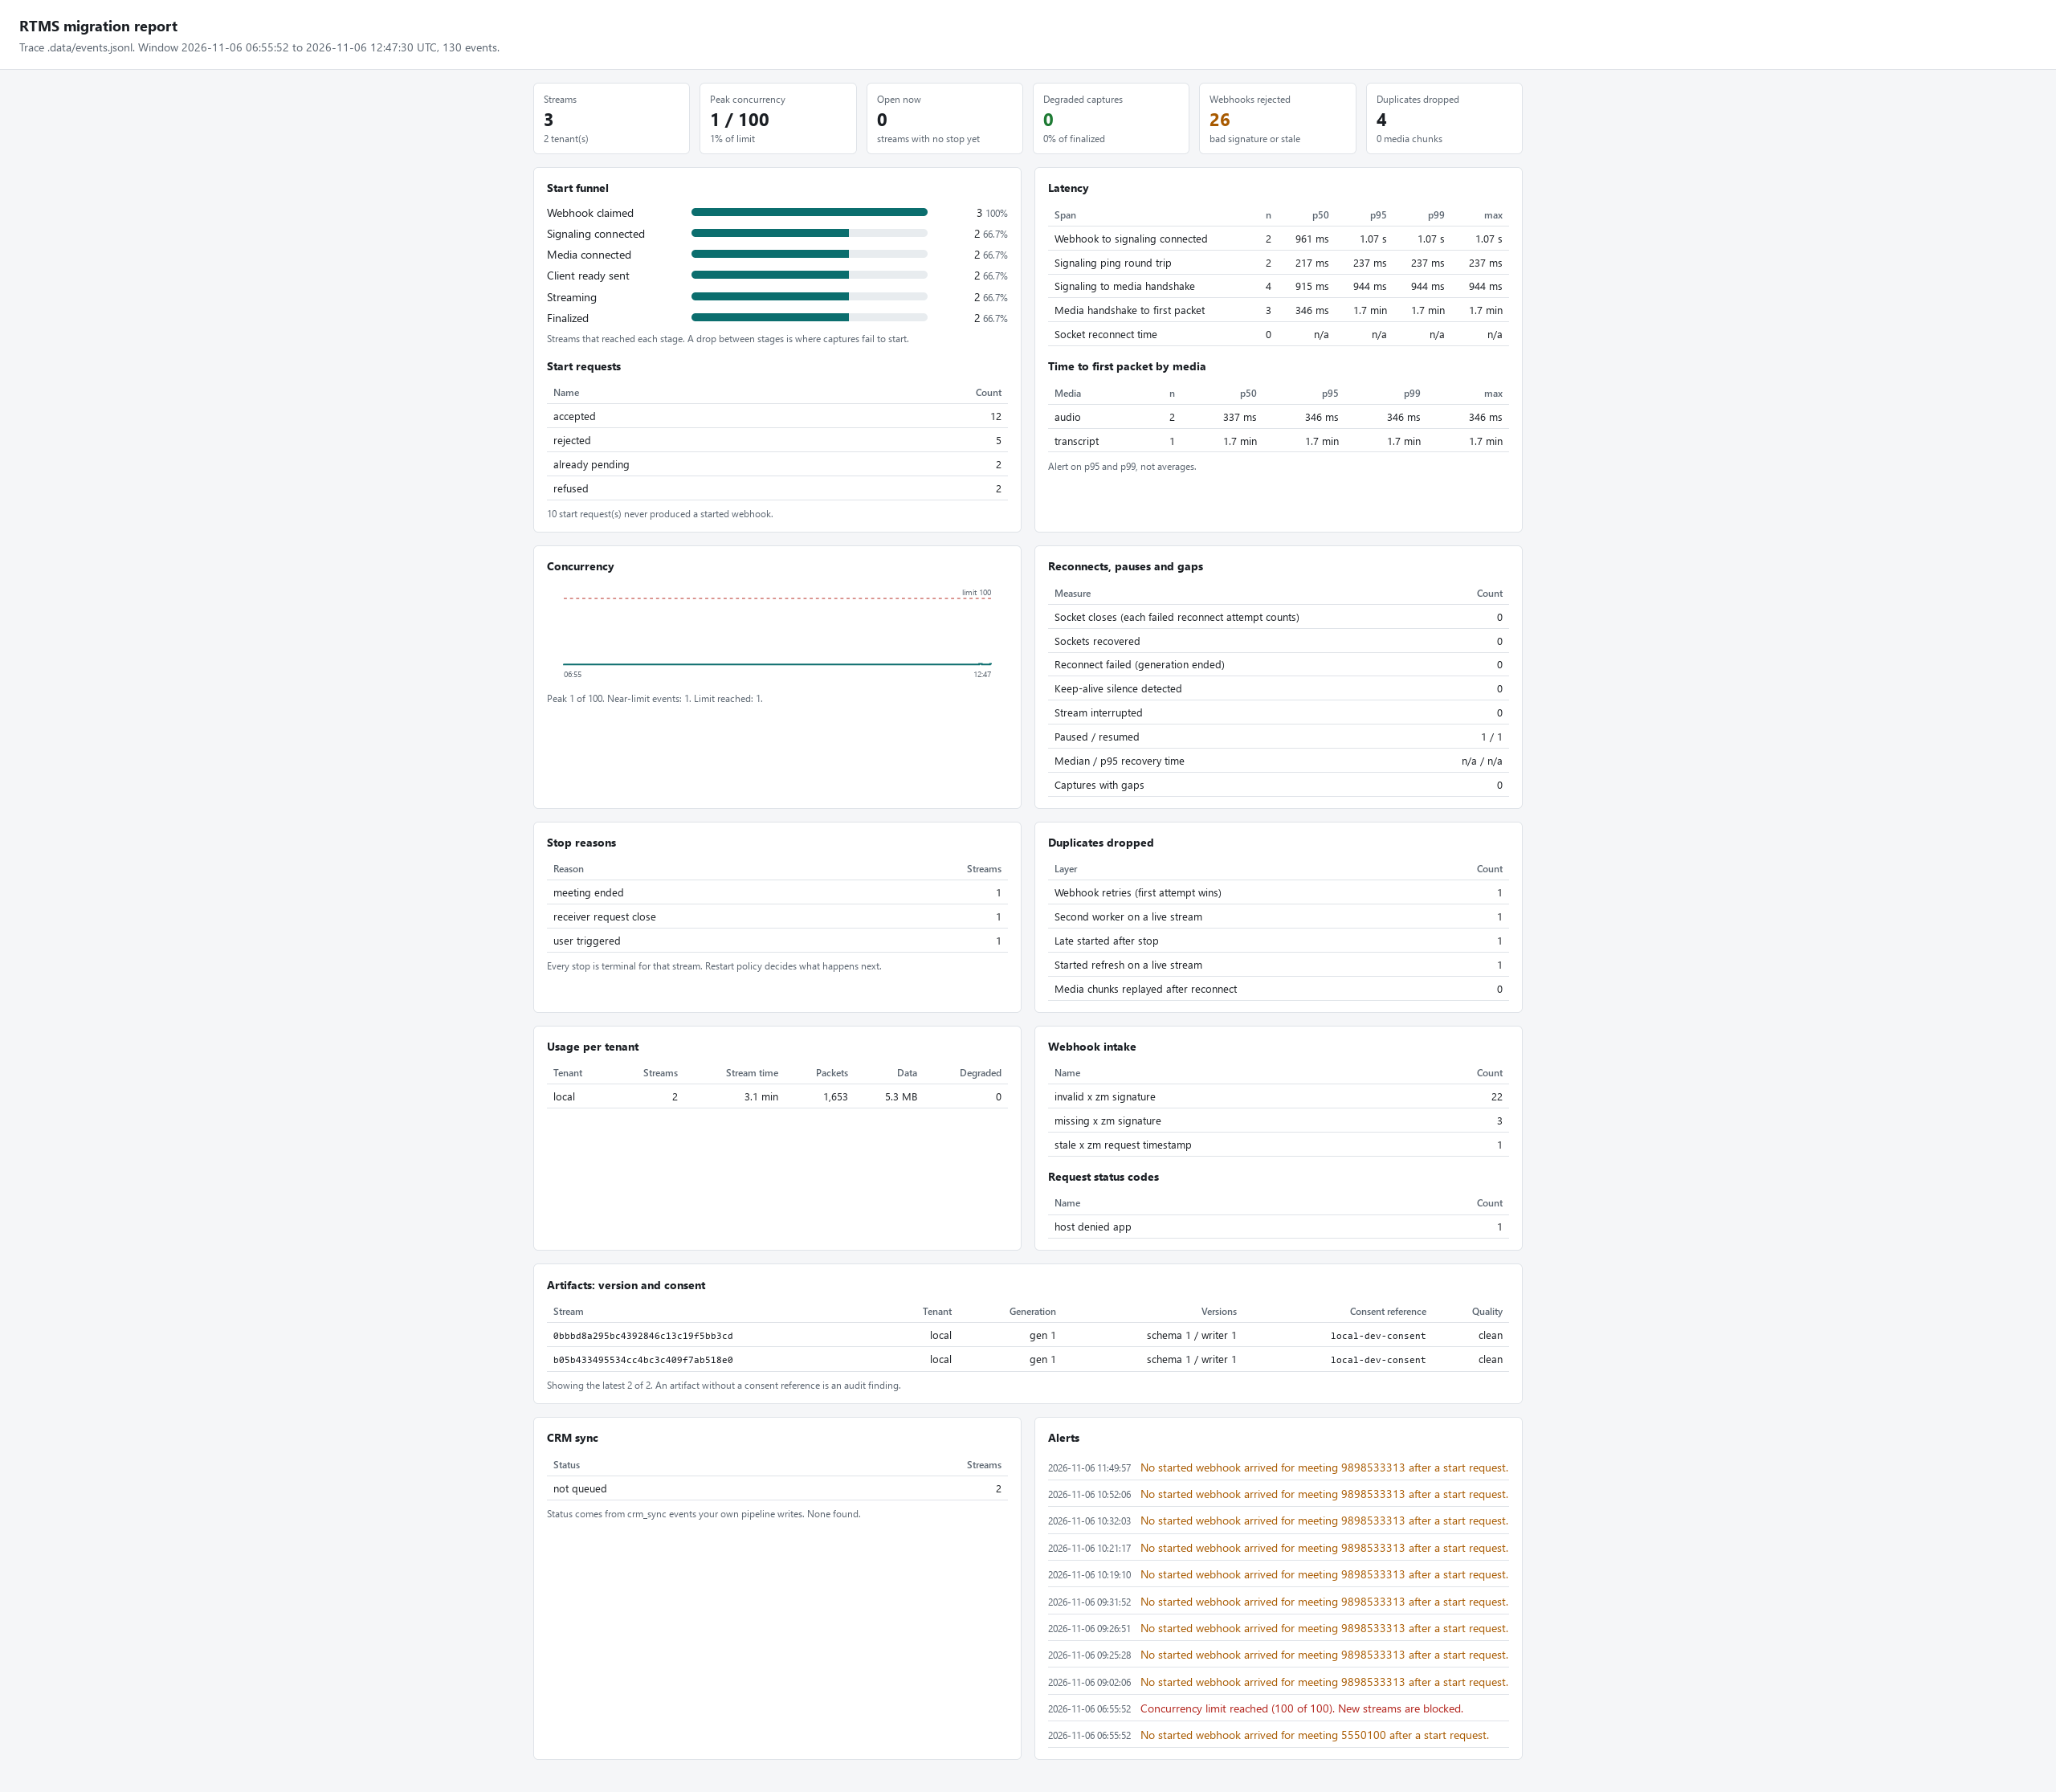 RTMS migration report
Trace .data/events.jsonl. Window 2026-11-06 06:55:52 to 2026-11-06 12:47:30 UTC, 130 events.
Streams
3
2 tenant(s)
Peak concurrency
1 / 100
1% of limit
Open now
0
streams with no stop yet
Degraded captures
0
0% of finalized
Webhooks rejected
26
bad signature or stale
Duplicates dropped
4
0 media chunks
Start funnel
Webhook claimed 3 100%
Signaling connected 2 66.7%
Media connected 2 66.7%
Client ready sent 2 66.7%
Streaming 2 66.7%
Finalized 2 66.7%
Streams that reached each stage. A drop between stages is where captures fail to start.
Start requests
Name Count
accepted 12
rejected 5
already pending 2
refused 2
10 start request(s) never produced a started webhook.
Latency
Span n p50 p95 p99 max
Webhook to signaling connected 2 961 ms 1.07 s 1.07 s 1.07 s
Signaling ping round trip 2 217 ms 237 ms 237 ms 237 ms
Signaling to media handshake 4 915 ms 944 ms 944 ms 944 ms
Media handshake to first packet 3 346 ms 1.7 min 1.7 min 1.7 min
Socket reconnect time 0 n/a n/a n/a n/a
Time to first packet by media
Media n p50 p95 p99 max
audio 2 337 ms 346 ms 346 ms 346 ms
transcript 1 1.7 min 1.7 min 1.7 min 1.7 min
Alert on p95 and p99, not averages.
Concurrency
limit 100
06:55 12:47
Peak 1 of 100. Near-limit events: 1. Limit reached: 1.
Reconnects, pauses and gaps
Measure Count
Socket closes (each failed reconnect attempt counts) 0
Sockets recovered 0
Reconnect failed (generation ended) 0
Keep-alive silence detected 0
Stream interrupted 0
Paused / resumed 1 / 1
Median / p95 recovery time n/a / n/a
Captures with gaps 0
Stop reasons
Reason Streams
meeting ended 1
receiver request close 1
user triggered 1
Every stop is terminal for that stream. Restart policy decides what happens next.
Duplicates dropped
Layer Count
Webhook retries (first attempt wins) 1
Second worker on a live stream 1
Late started after stop 1
Started refresh on a live stream 1
Media chunks replayed after reconnect 0
Usage per tenant
Tenant Streams Stream time Packets Data Degraded
local 2 3.1 min 1,653 5.3 MB 0
Webhook intake
Name Count
invalid x zm signature 22
missing x zm signature 3
stale x zm request timestamp 1
Request status codes
Name Count
host denied app 1
Artifacts: version and consent
Stream Tenant Generation Versions Consent reference Quality
0bbbd8a295bc4392846c13c19f5bb3cd local gen 1 schema 1 / writer 1 local-dev-consent clean
b05b433495534cc4bc3c409f7ab518e0 local gen 1 schema 1 / writer 1 local-dev-consent clean
Showing the latest 2 of 2. An artifact without a consent reference is an audit finding.
CRM sync
Status Streams
not queued 2
Status comes from crm_sync events your own pipeline writes. None found.
Alerts
2026-11-06 11:49:57 No started webhook arrived for meeting 9898533313 after a start request.
2026-11-06 10:52:06 No started webhook arrived for meeting 9898533313 after a start request.
2026-11-06 10:32:03 No started webhook arrived for meeting 9898533313 after a start request.
2026-11-06 10:21:17 No started webhook arrived for meeting 9898533313 after a start request.
2026-11-06 10:19:10 No started webhook arrived for meeting 9898533313 after a start request.
2026-11-06 09:31:52 No started webhook arrived for meeting 9898533313 after a start request.
2026-11-06 09:26:51 No started webhook arrived for meeting 9898533313 after a start request.
2026-11-06 09:25:28 No started webhook arrived for meeting 9898533313 after a start request.
2026-11-06 09:02:06 No started webhook arrived for meeting 9898533313 after a start request.
2026-11-06 06:55:52 Concurrency limit reached (100 of 100). New streams are blocked.
2026-11-06 06:55:52 No started webhook arrived for meeting 5550100 after a start request.